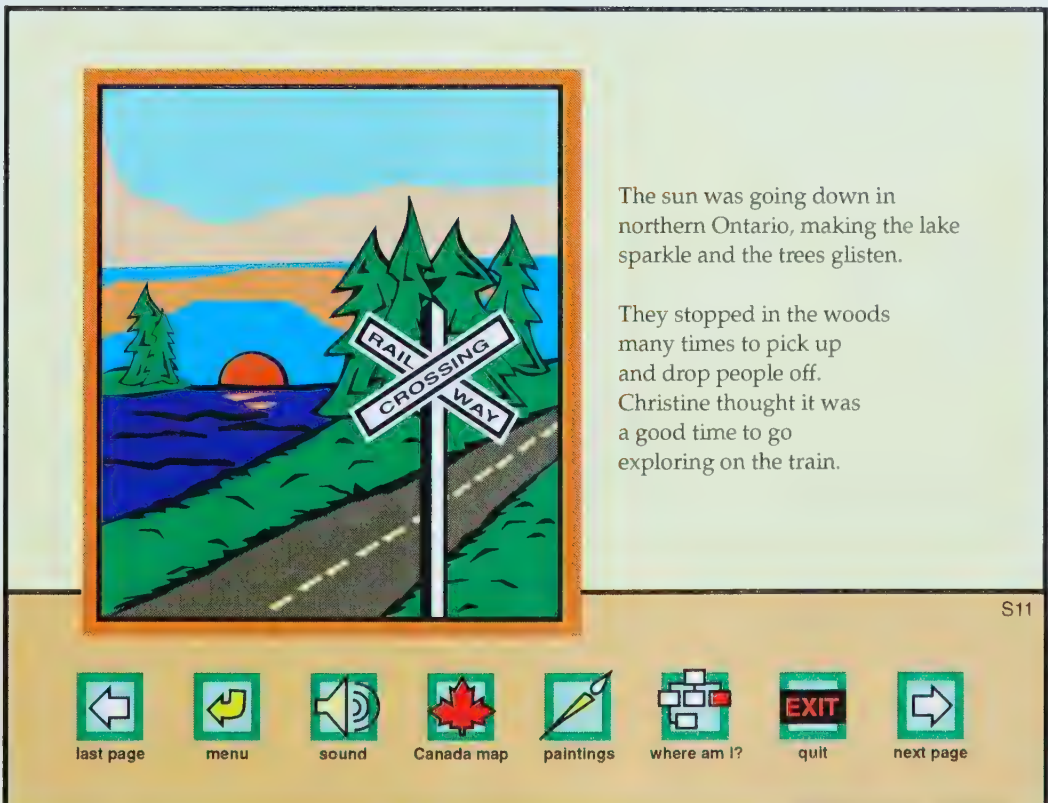 RAIL WAY
CROSSING
The sun was going down in
northern Ontario, making the lake
sparkle and the trees glisten.
They stopped in the woods
many times to pick up
and drop people off.
Christine thought it was
a good time to go
exploring on the train.
S11
EXIT
last page menu sound Canada map paintings where am I? quit next page